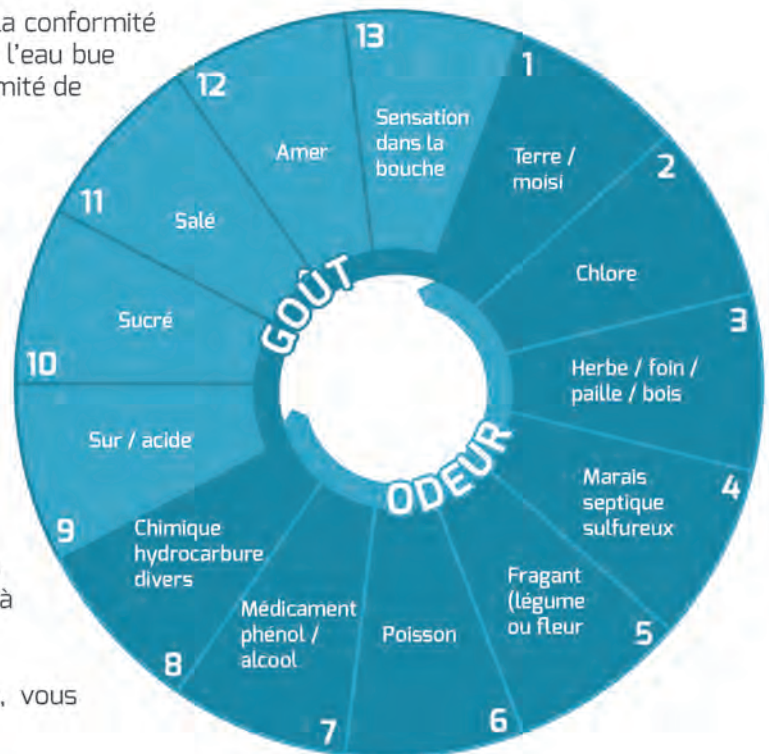 la conformité
l'eau bue
mité de
à
, vous
13
Sensation
dans la
bouche
1
Terre /
moisi
2
Chlore
3
Herbe / foin /
paille / bois
4
Marais
septique
sulfureux
5
Fragant
(légume
ou fleur
6
Poisson
7
Médicament
phénol /
alcool
8
Chimique
hydrocarbure
divers
9
Sur / acide
10
Sucré
11
Salé
12
Amer
GOÛT
ODEUR